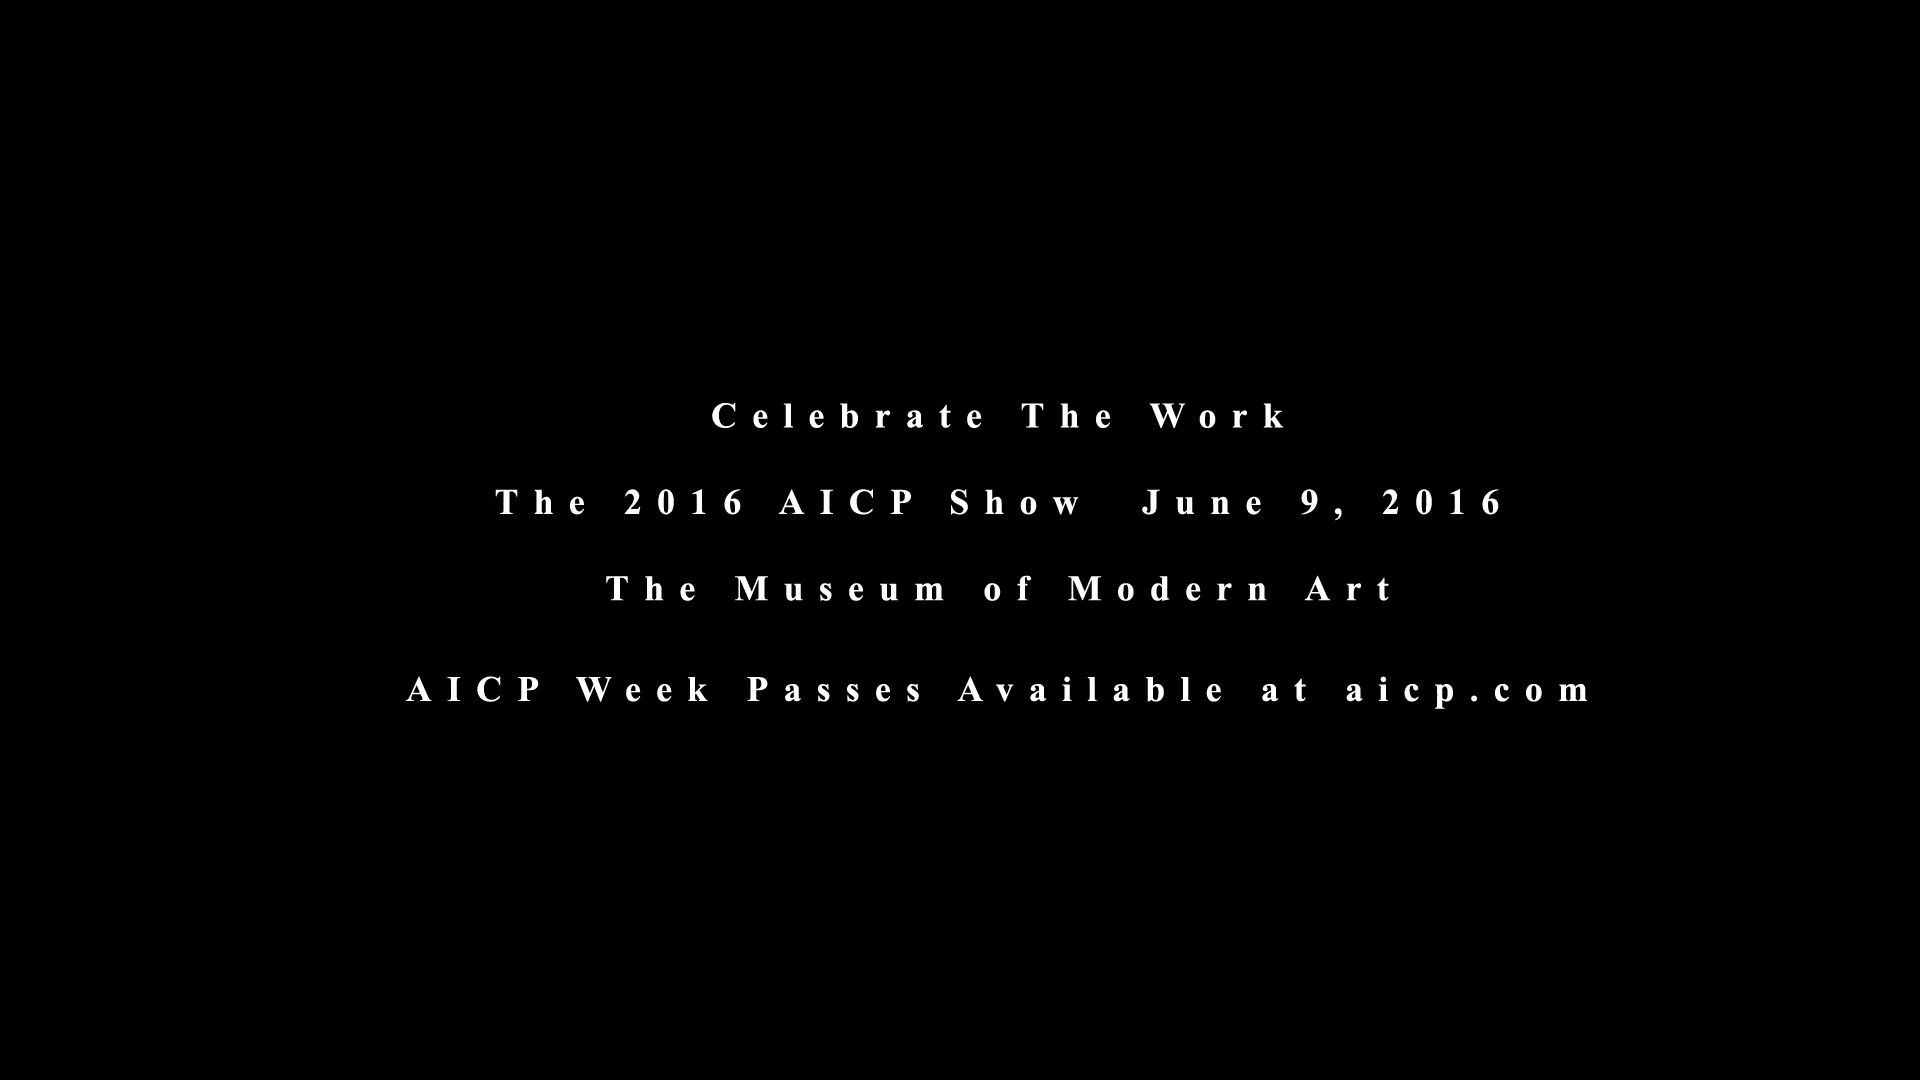 Celebrate The Work
The 2016 AICP Show  June 9, 2016
The Museum of Modern Art
AICP Week Passes Available at aicp.com